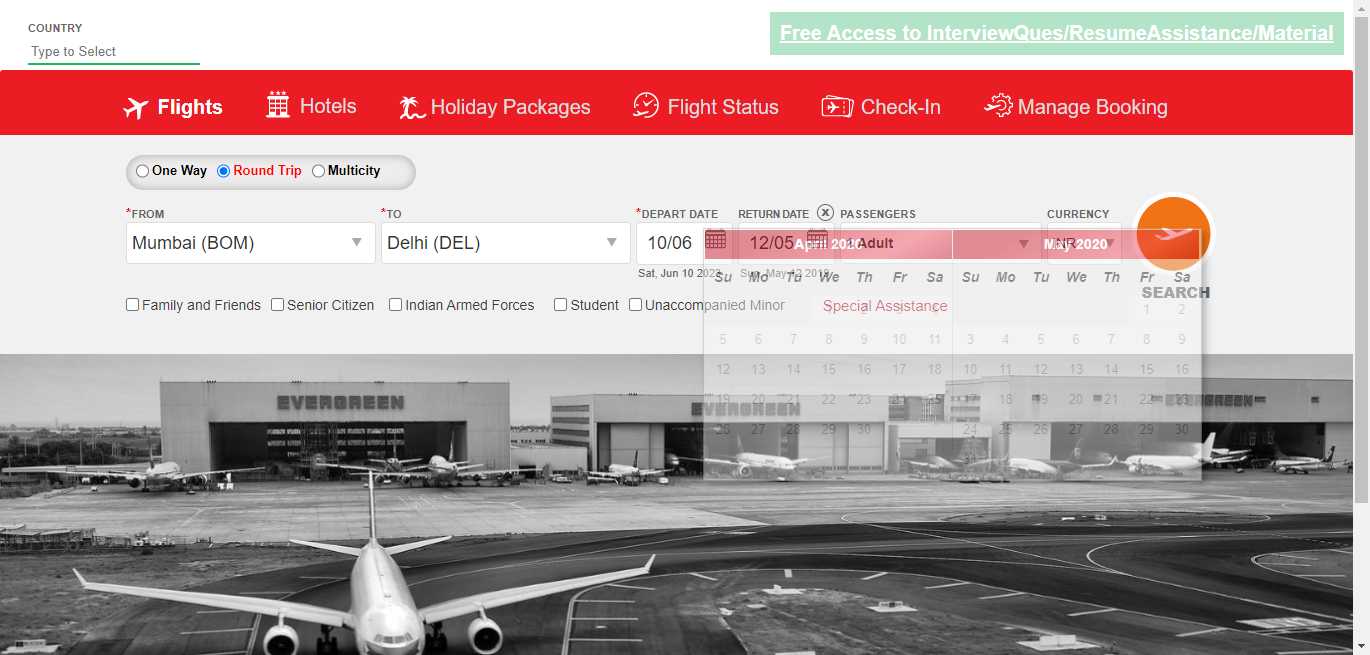 COUNTRY
Type to Select
Free Access to InterviewQues/ResumeAssistance/Material
Flights Hotels Holiday Packages Flight Status Check-In Manage Booking
One Way Round Trip Multicity
*FROM *TO *DEPART DATE RETURN DATE X PASSENGERS CURRENCY
Mumbai (BOM) Delhi (DEL) 10/06 12/05 Adult INR
April 2020 May 2020
Sat, Jun 10
Su Mo Tu We Th Fr Sa Su Mo Tu We Th Fr Sa
SEARCH
Family and Friends Senior Citizen Indian Armed Forces Student Unaccompanied Minor Special Assistance
1 2 3 4 1 2
5 6 7 8 9 10 11 3 4 5 6 7 8 9
12 13 14 15 16 17 18 10 11 12 13 14 15 16
EVERGREEN EVERGREEN EVERGREEN
19 20 21 22 23 24 25 17 18 19 20 21 22 23
26 27 28 29 30 24 25 26 27 28 29 30
31